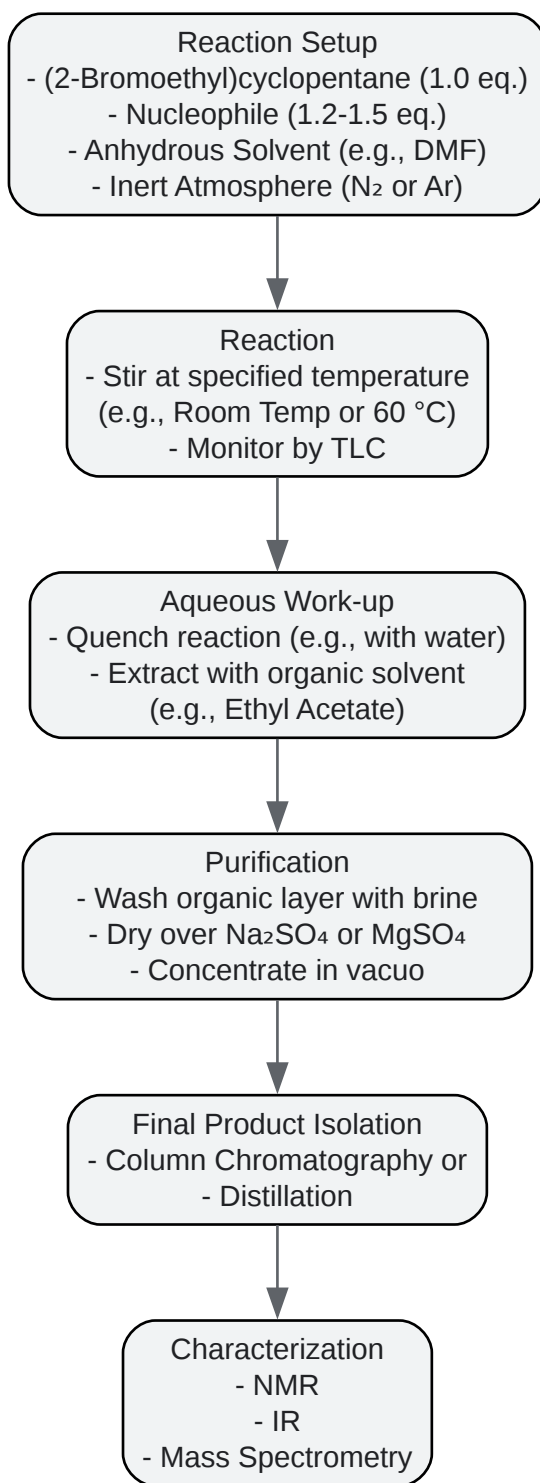 Reaction Setup
- (2-Bromoethyl)cyclopentane (1.0 eq.)
- Nucleophile (1.2-1.5 eq.)
- Anhydrous Solvent (e.g., DMF)
- Inert Atmosphere (N₂ or Ar)
Reaction
- Stir at specified temperature
(e.g., Room Temp or 60 °C)
- Monitor by TLC
Aqueous Work-up
- Quench reaction (e.g., with water)
- Extract with organic solvent
(e.g., Ethyl Acetate)
Purification
- Wash organic layer with brine
- Dry over Na₂SO₄ or MgSO₄
- Concentrate in vacuo
Final Product Isolation
- Column Chromatography or
- Distillation
Characterization
- NMR
- IR
- Mass Spectrometry